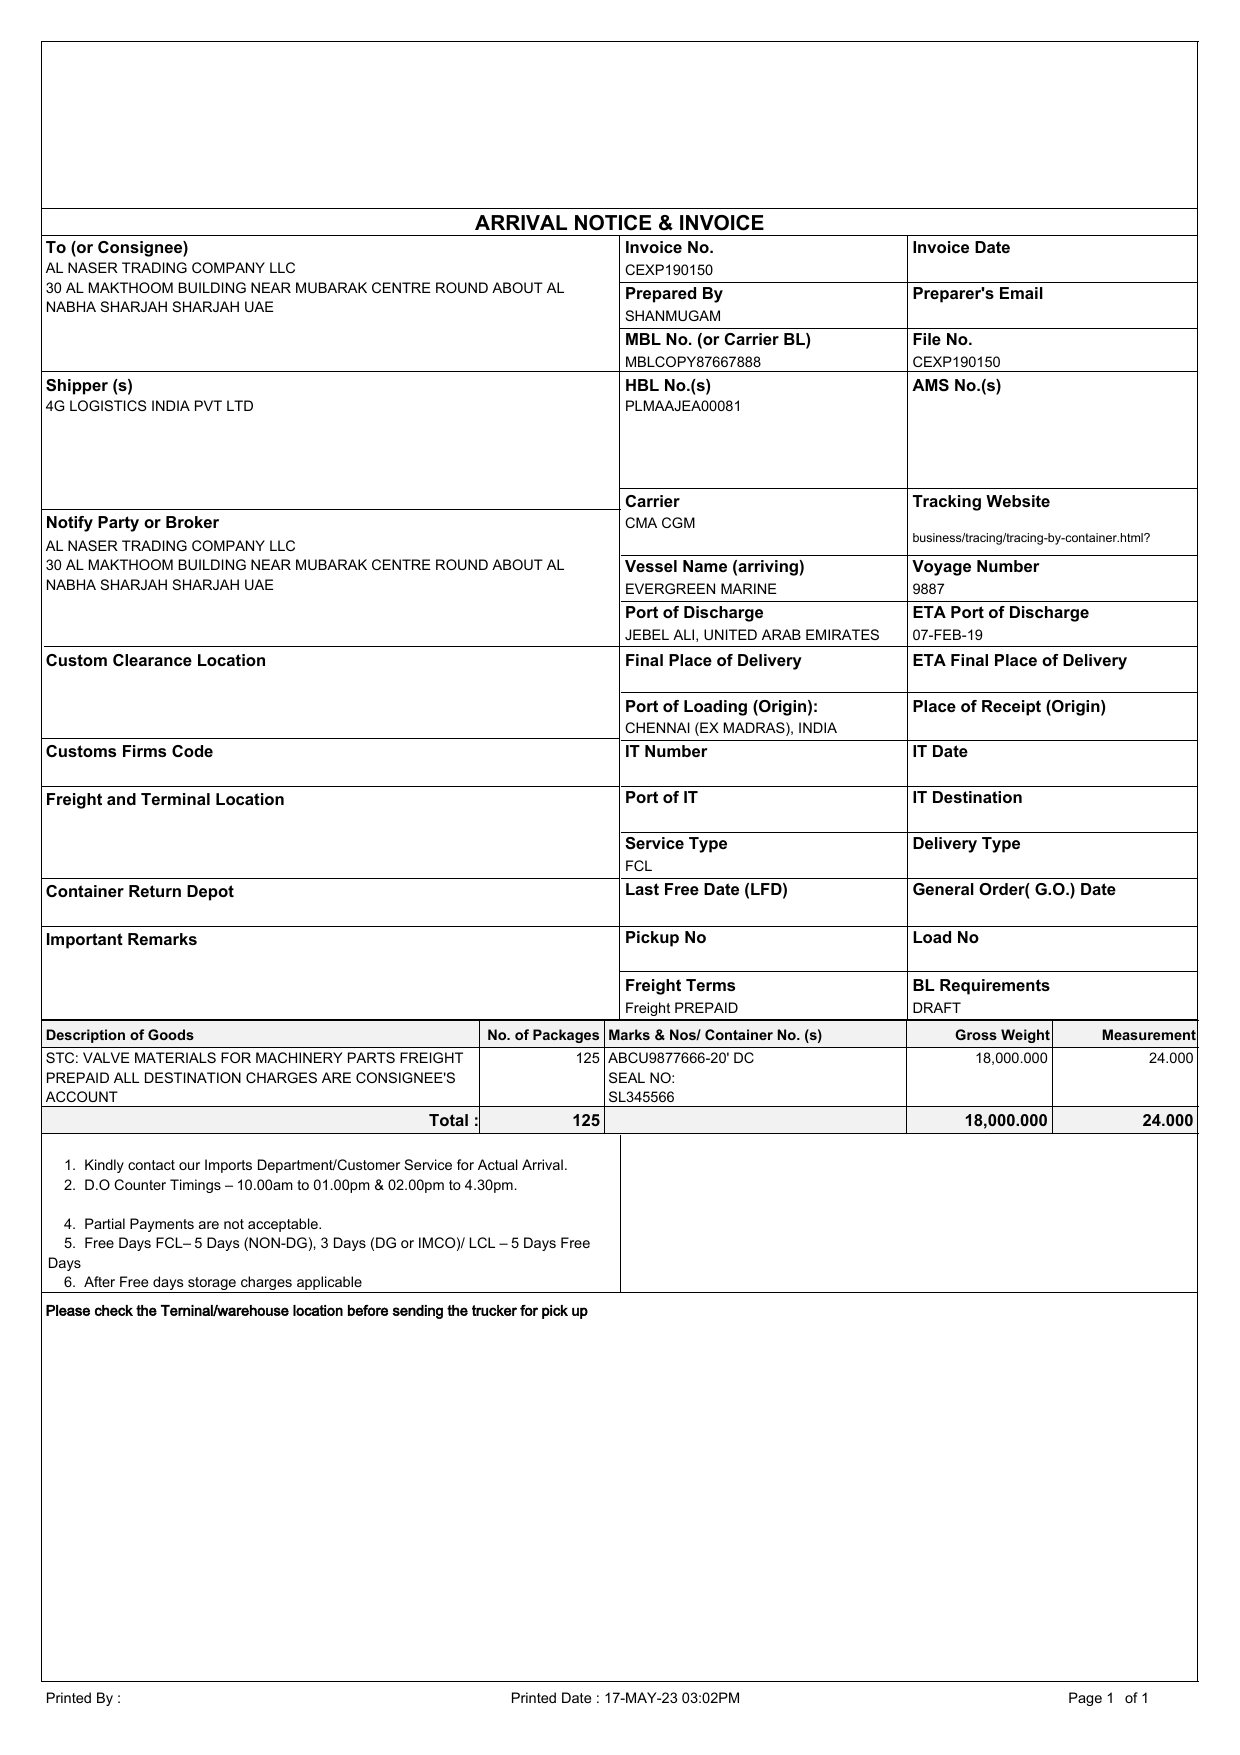 ARRIVAL NOTICE & INVOICE
To (or Consignee)
AL NASER TRADING COMPANY LLC
30 AL MAKTHOOM BUILDING NEAR MUBARAK CENTRE ROUND ABOUT AL
NABHA SHARJAH SHARJAH UAE
Invoice No.
CEXP190150
Invoice Date
Prepared By
SHANMUGAM
Preparer's Email
MBL No. (or Carrier BL)
MBLCOPY87667888
File No.
CEXP190150
Shipper (s)
4G LOGISTICS INDIA PVT LTD
HBL No.(s)
PLMAAJEA00081
AMS No.(s)
Carrier
CMA CGM
Tracking Website
business/tracing/tracing-by-container.html?
Notify Party or Broker
AL NASER TRADING COMPANY LLC
30 AL MAKTHOOM BUILDING NEAR MUBARAK CENTRE ROUND ABOUT AL
NABHA SHARJAH SHARJAH UAE
Vessel Name (arriving)
EVERGREEN MARINE
Voyage Number
9887
Port of Discharge
JEBEL ALI, UNITED ARAB EMIRATES
ETA Port of Discharge
07-FEB-19
Custom Clearance Location
Final Place of Delivery
ETA Final Place of Delivery
Port of Loading (Origin):
CHENNAI (EX MADRAS), INDIA
Place of Receipt (Origin)
Customs Firms Code
IT Number
IT Date
Freight and Terminal Location
Port of IT
IT Destination
Service Type
FCL
Delivery Type
Container Return Depot
Last Free Date (LFD)
General Order( G.O.) Date
Important Remarks
Pickup No
Load No
Freight Terms
Freight PREPAID
BL Requirements
DRAFT
Description of Goods No. of Packages Marks & Nos/ Container No. (s) Gross Weight Measurement
STC: VALVE MATERIALS FOR MACHINERY PARTS FREIGHT 125 ABCU9877666-20' DC 18,000.000 24.000
PREPAID ALL DESTINATION CHARGES ARE CONSIGNEE'S SEAL NO:
ACCOUNT SL345566
Total : 125 18,000.000 24.000
1. Kindly contact our Imports Department/Customer Service for Actual Arrival.
2. D.O Counter Timings – 10.00am to 01.00pm & 02.00pm to 4.30pm.
4. Partial Payments are not acceptable.
5. Free Days FCL– 5 Days (NON-DG), 3 Days (DG or IMCO)/ LCL – 5 Days Free
Days
6. After Free days storage charges applicable
Please check the Terninal/warehouse location before sending the trucker for pick up
Printed By : Printed Date : 17-MAY-23 03:02PM Page 1 of 1